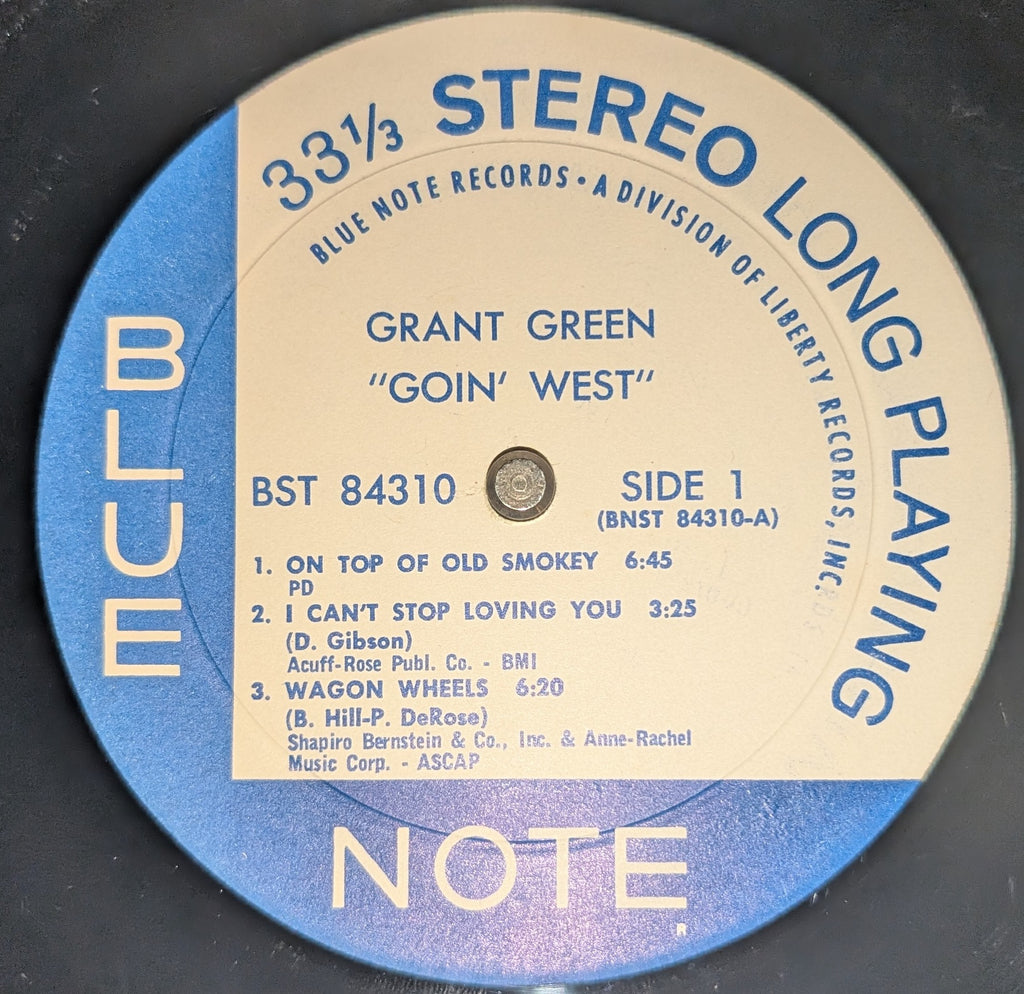 33⅓ STEREO LONG PLAYING
BLUE NOTE RECORDS • A DIVISION OF LIBERTY RECORDS, INC.
GRANT GREEN
"GOIN' WEST"
BST 84310
SIDE 1
(BNST 84310-A)
1. ON TOP OF OLD SMOKEY 6:45
PD
2. I CAN'T STOP LOVING YOU 3:25
(D. Gibson)
Acuff-Rose Publ. Co. - BMI
3. WAGON WHEELS 6:20
(B. Hill-P. DeRose)
Shapiro Bernstein & Co., Inc. & Anne-Rachel
Music Corp. - ASCAP
BLUE
NOTE
R